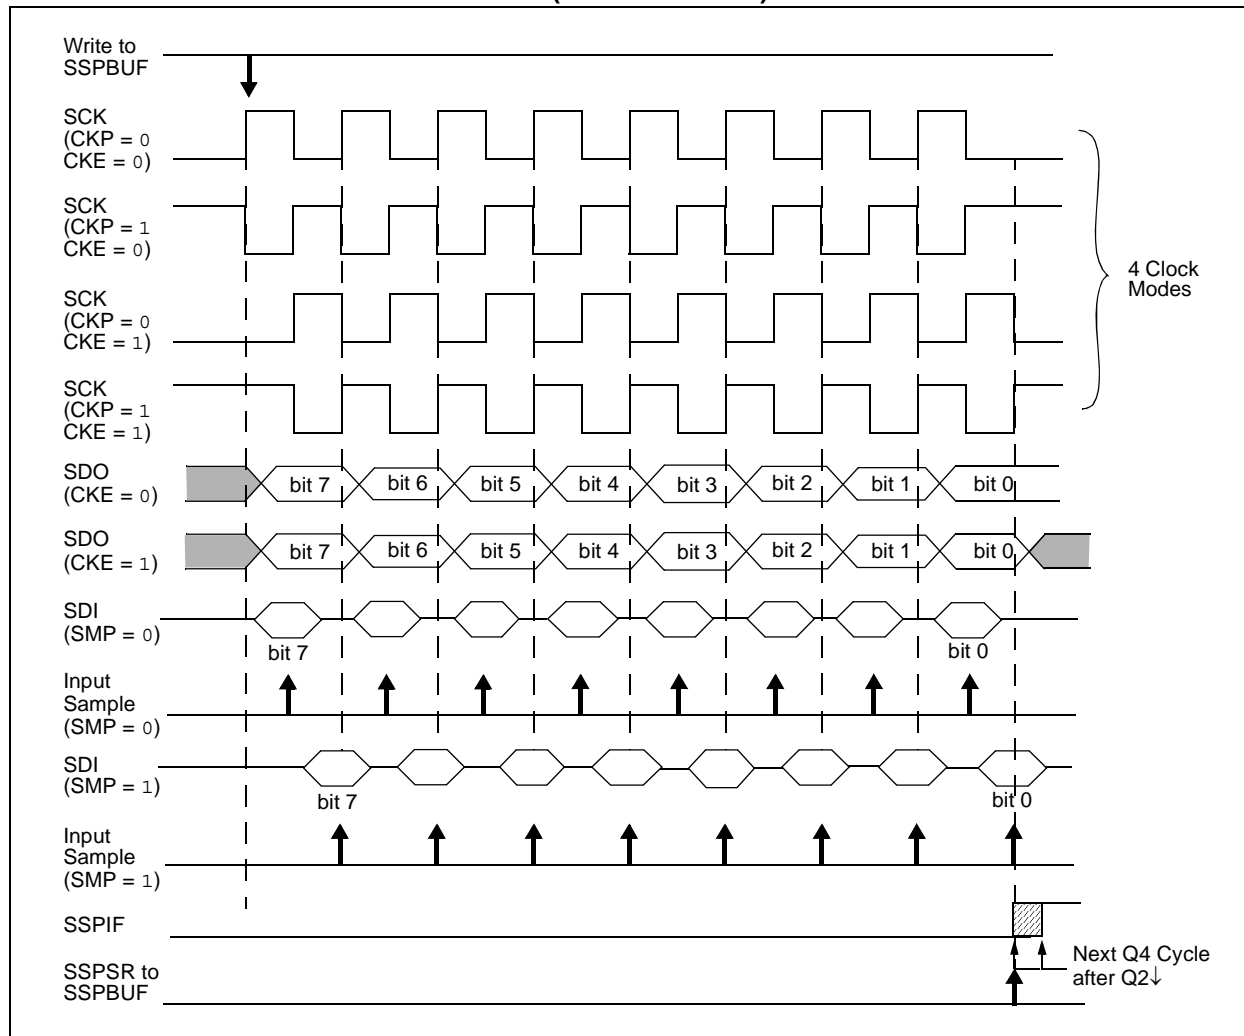 Write to
SSPBUF
SCK
(CKP = 0
CKE = 0)
SCK
(CKP = 1
CKE = 0)
SCK
(CKP = 0
CKE = 1)
SCK
(CKP = 1
CKE = 1)
4 Clock
Modes
SDO
(CKE = 0)
bit 7 bit 6 bit 5 bit 4 bit 3 bit 2 bit 1 bit 0
SDO
(CKE = 1)
bit 7 bit 6 bit 5 bit 4 bit 3 bit 2 bit 1 bit 0
SDI
(SMP = 0)
bit 7 bit 0
Input
Sample
(SMP = 0)
SDI
(SMP = 1)
bit 7 bit 0
Input
Sample
(SMP = 1)
SSPIF
Next Q4 Cycle
after Q2↓
SSPSR to
SSPBUF